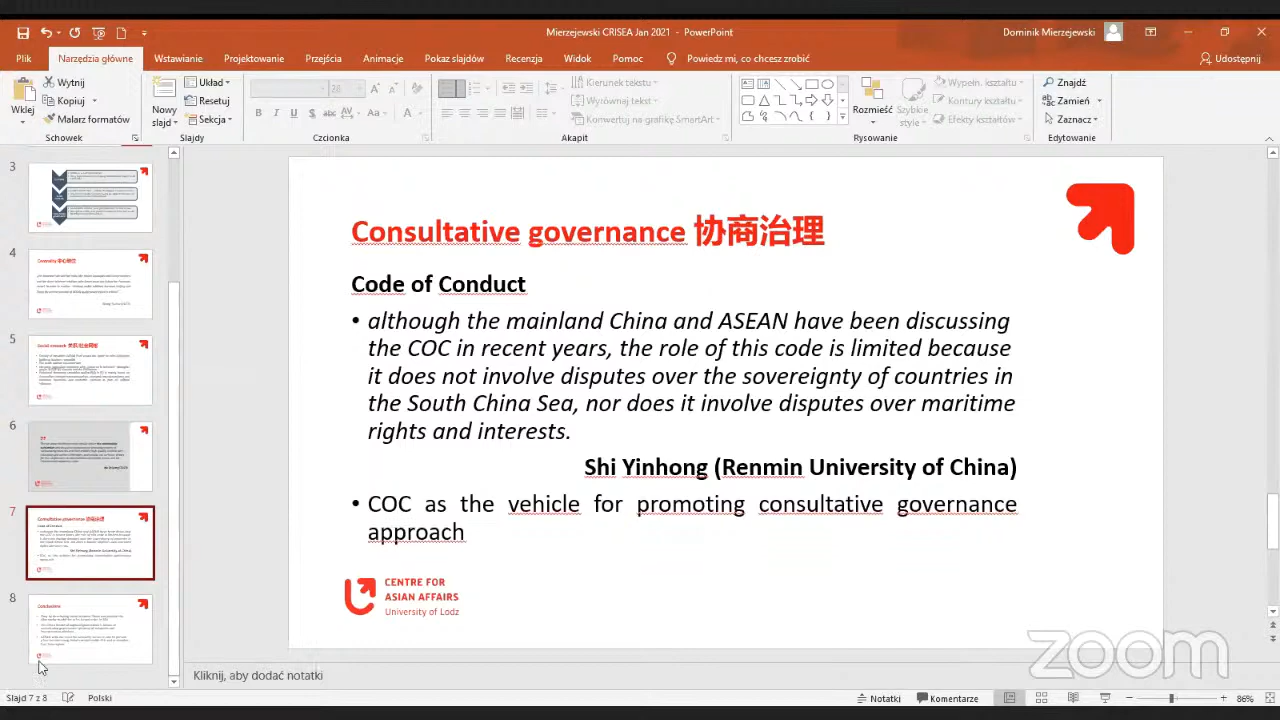 Mierzejewski CRISEA Jan 2021 - PowerPoint
Dominik Mierzejewski
Plik Narzędzia główne Wstawianie Projektowanie Przejścia Animacje Pokaz slajdów Recenzja Widok Pomoc Powiedz mi, co chcesz zrobić Udostępnij
Wklej
Wytnij
Kopiuj
Malarz formatów
Schowek
Nowy slajd
Układ
Resetuj
Sekcja
Slajdy
Czcionka
Kierunek tekstu
Wyrównaj tekst
Konwertuj na grafikę SmartArt
Akapit
Rozmieść
Szybkie style
Wypełn. kształtu
Kontury kształtu
Efekty kształtów
Rysowanie
Znajdź
Zamień
Zaznacz
Edytowanie
3
4
5
6
7
8
Consultative governance 协商治理
Code of Conduct
• although the mainland China and ASEAN have been discussing
the COC in recent years, the role of this code is limited because
it does not involve disputes over the sovereignty of countries in
the South China Sea, nor does it involve disputes over maritime
rights and interests.
Shi Yinhong (Renmin University of China)
• COC as the vehicle for promoting consultative governance
approach
CENTRE FOR
ASIAN AFFAIRS
University of Lodz
zoom
Kliknij, aby dodać notatki
Slajd 7 z 8 Polski Notatki Komentarze 86%